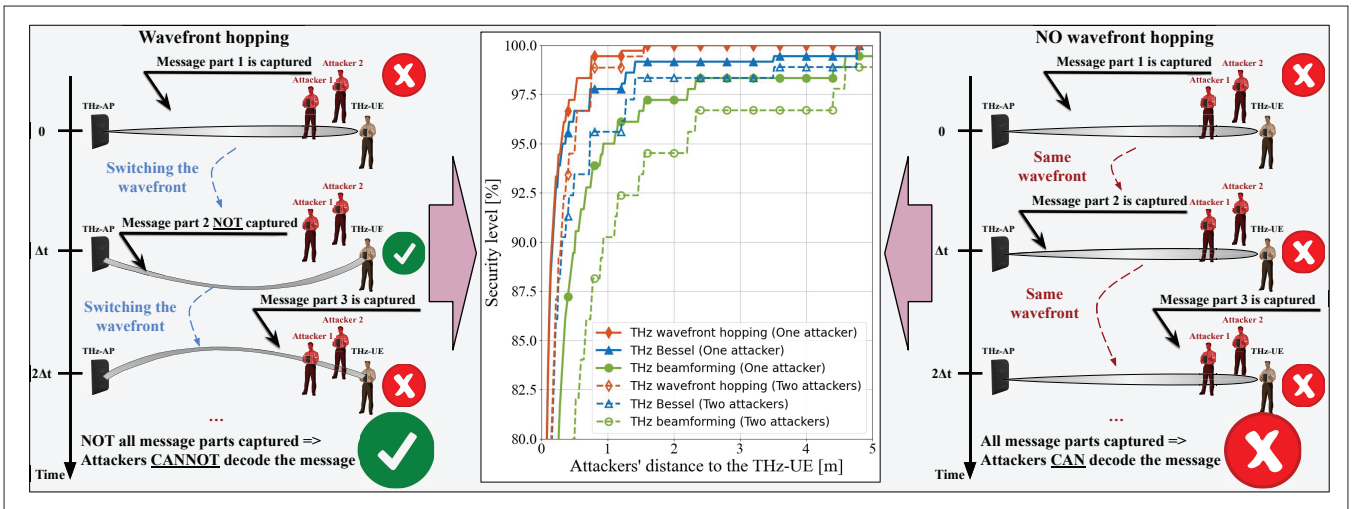 Wavefront hopping
Message part 1 is captured
Attacker 2
Attacker 1
THz-AP
THz-UE
0
Switching the
wavefront
Attacker 2
Message part 2 NOT captured
Attacker 1
THz-AP
THz-UE
Δt
Switching the
wavefront
Message part 3 is captured
Attacker 2
Attacker 1
THz-AP
THz-UE
2Δt
...
NOT all message parts captured =>
Attackers CANNOT decode the message
Time
Security level [%]
100.0
97.5
95.0
92.5
90.0
87.5
85.0
82.5
80.0
THz wavefront hopping (One attacker)
THz Bessel (One attacker)
THz beamforming (One attacker)
THz wavefront hopping (Two attackers)
THz Bessel (Two attackers)
THz beamforming (Two attackers)
0 1 2 3 4 5
Attackers' distance to the THz-UE [m]
NO wavefront hopping
Message part 1 is captured
Attacker 2
Attacker 1
THz-AP
THz-UE
0
Same
wavefront
Attacker 2
Message part 2 is captured
Attacker 1
THz-AP
THz-UE
Δt
Same
wavefront
Message part 3 is captured
Attacker 2
Attacker 1
THz-AP
THz-UE
2Δt
...
All message parts captured =>
Attackers CAN decode the message
Time